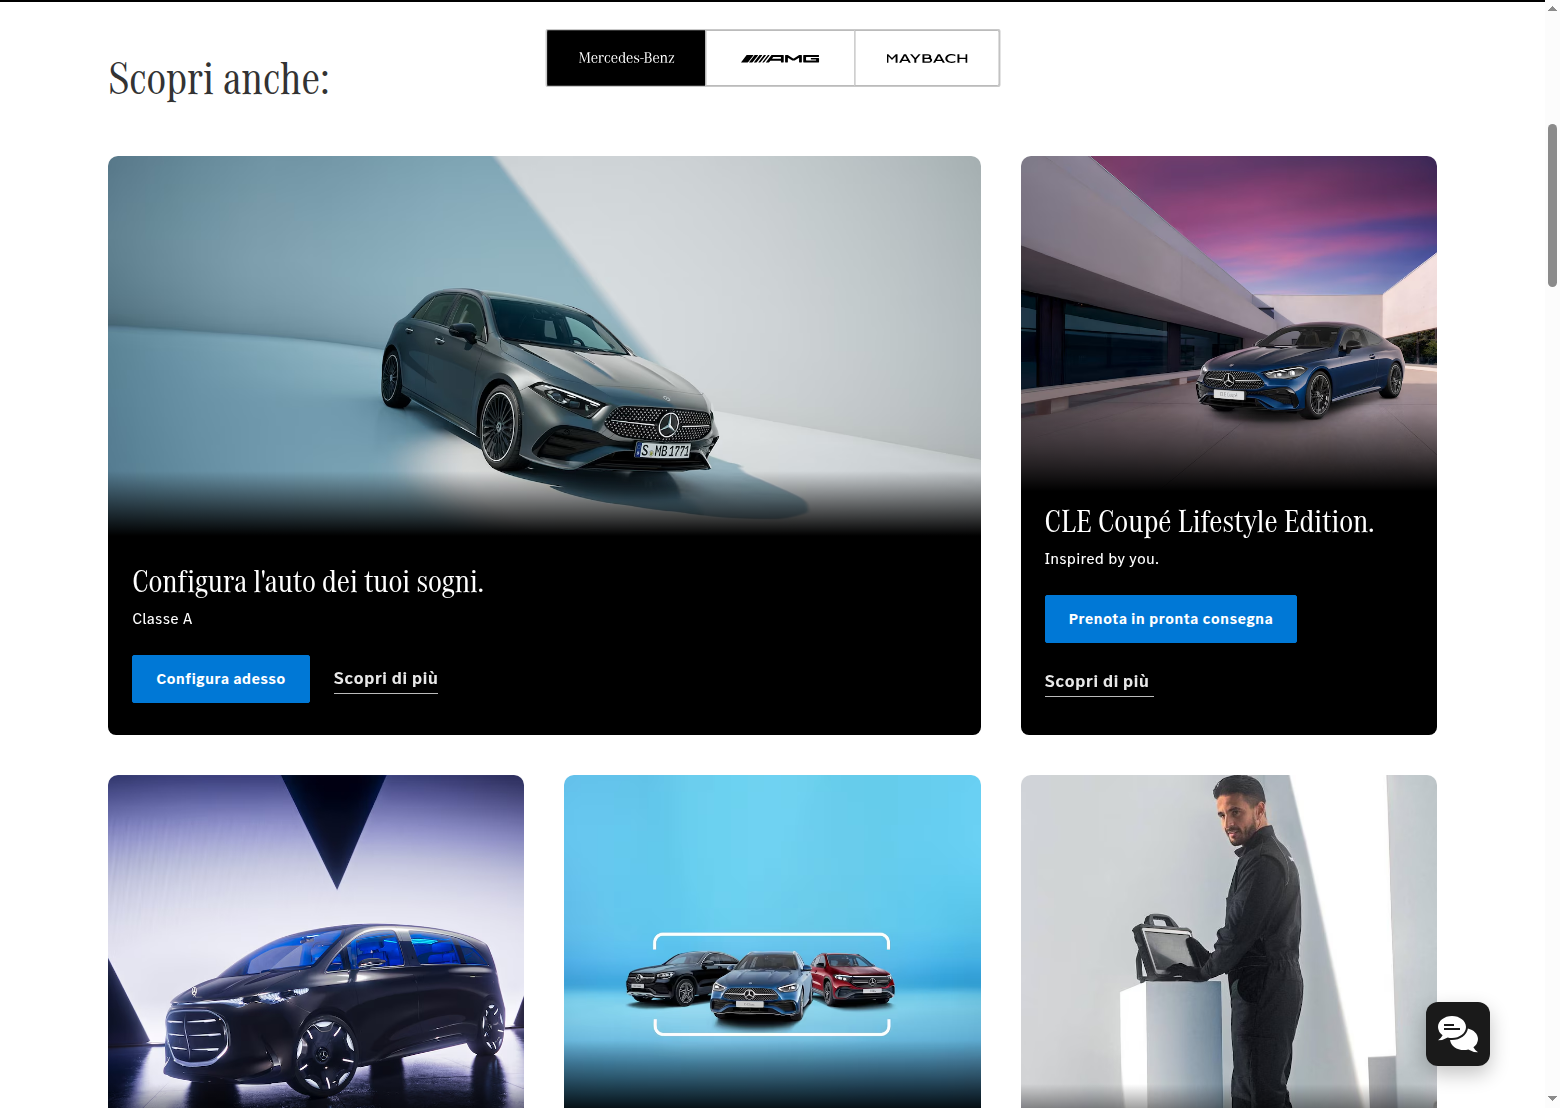 Mercedes-Benz
AMG
MAYBACH
Scopri anche:
S MB 1771
Configura l'auto dei tuoi sogni.
Classe A
Configura adesso
Scopri di più
CLE Coupé Lifestyle Edition.
Inspired by you.
Prenota in pronta consegna
Scopri di più